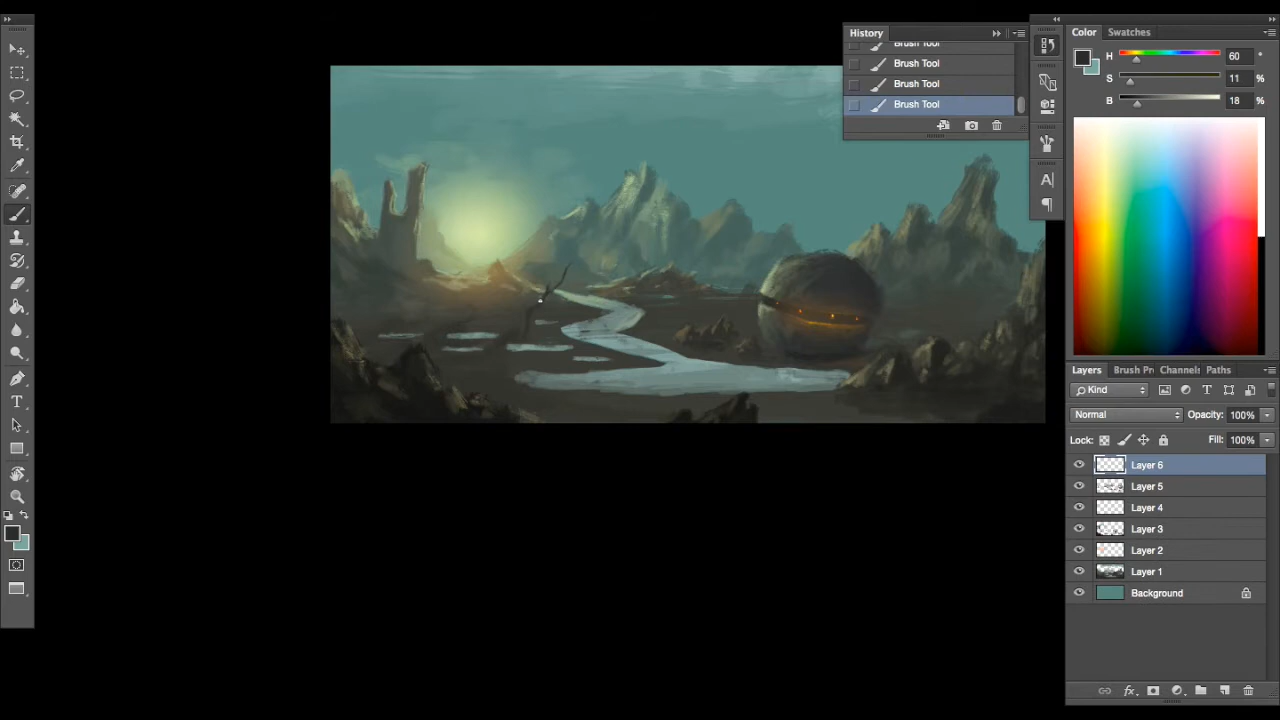 History
Brush Tool
Brush Tool
Brush Tool
Brush Tool
Color Swatches
H 60 °
S 11 %
B 18 %
A
T
Layers Brush Pr Channels Paths
Kind
T
Normal Opacity: 100%
Lock: Fill: 100%
Layer 6
Layer 5
Layer 4
Layer 3
Layer 2
Layer 1
Background
fx